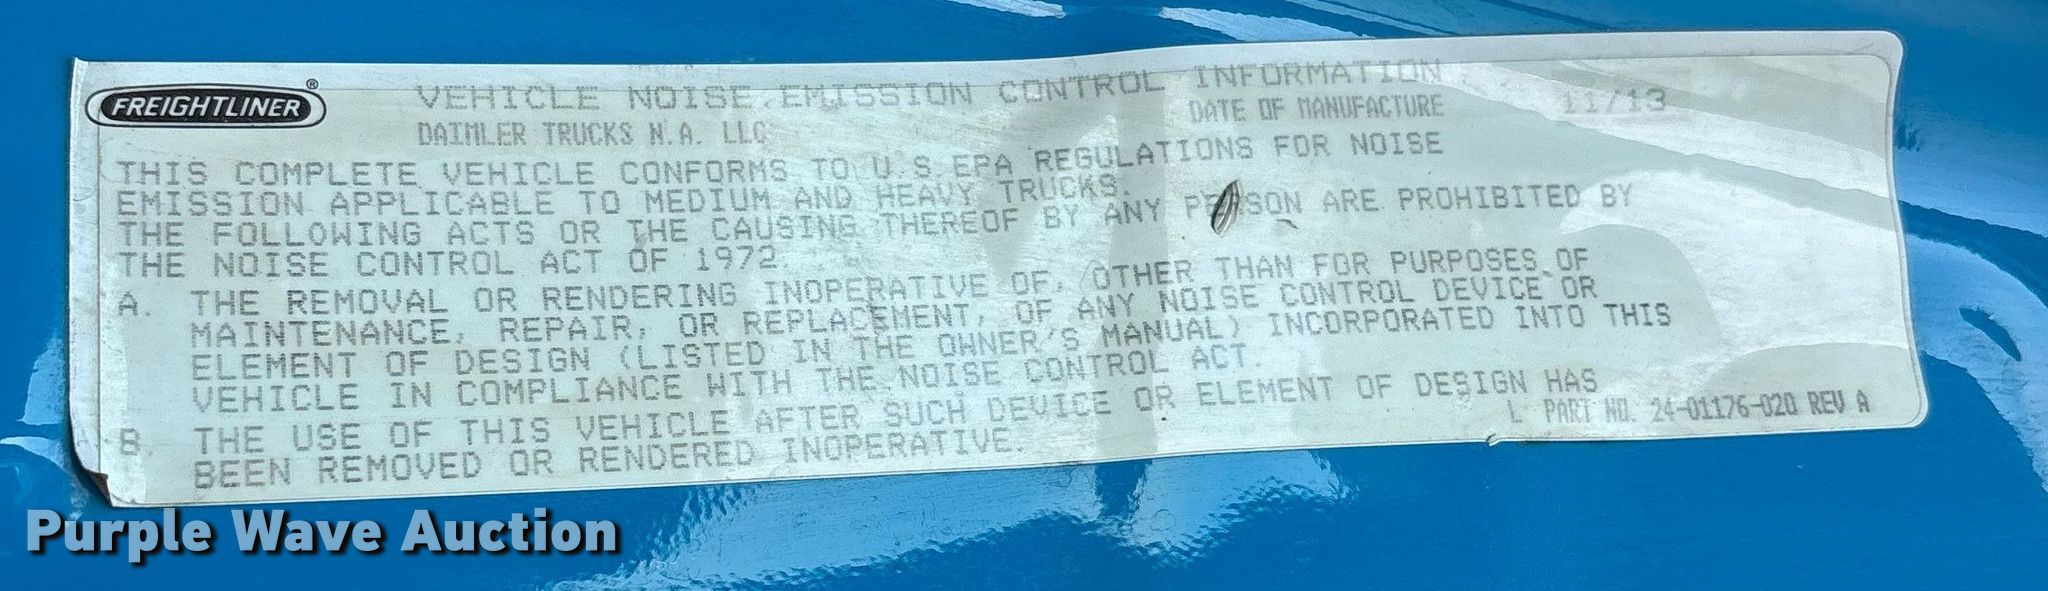 FREIGHTLINER®
VEHICLE NOISE EMISSION CONTROL INFORMATION
DAIMLER TRUCKS N.A. LLC DATE OF MANUFACTURE 11/13
THIS COMPLETE VEHICLE CONFORMS TO U.S.EPA REGULATIONS FOR NOISE
EMISSION APPLICABLE TO MEDIUM AND HEAVY TRUCKS.
THE FOLLOWING ACTS OR THE CAUSING THEREOF BY ANY PERSON ARE PROHIBITED BY
THE NOISE CONTROL ACT OF 1972
A. THE REMOVAL OR RENDERING INOPERATIVE OF, OTHER THAN FOR PURPOSES OF
MAINTENANCE, REPAIR, OR REPLACEMENT, OF ANY NOISE CONTROL DEVICE OR
ELEMENT OF DESIGN (LISTED IN THE OWNER'S MANUAL) INCORPORATED INTO THIS
VEHICLE IN COMPLIANCE WITH THE NOISE CONTROL ACT.
B. THE USE OF THIS VEHICLE AFTER SUCH DEVICE OR ELEMENT OF DESIGN HAS
BEEN REMOVED OR RENDERED INOPERATIVE.
L PART NO. 24-01176-020 REV A
Purple Wave Auction